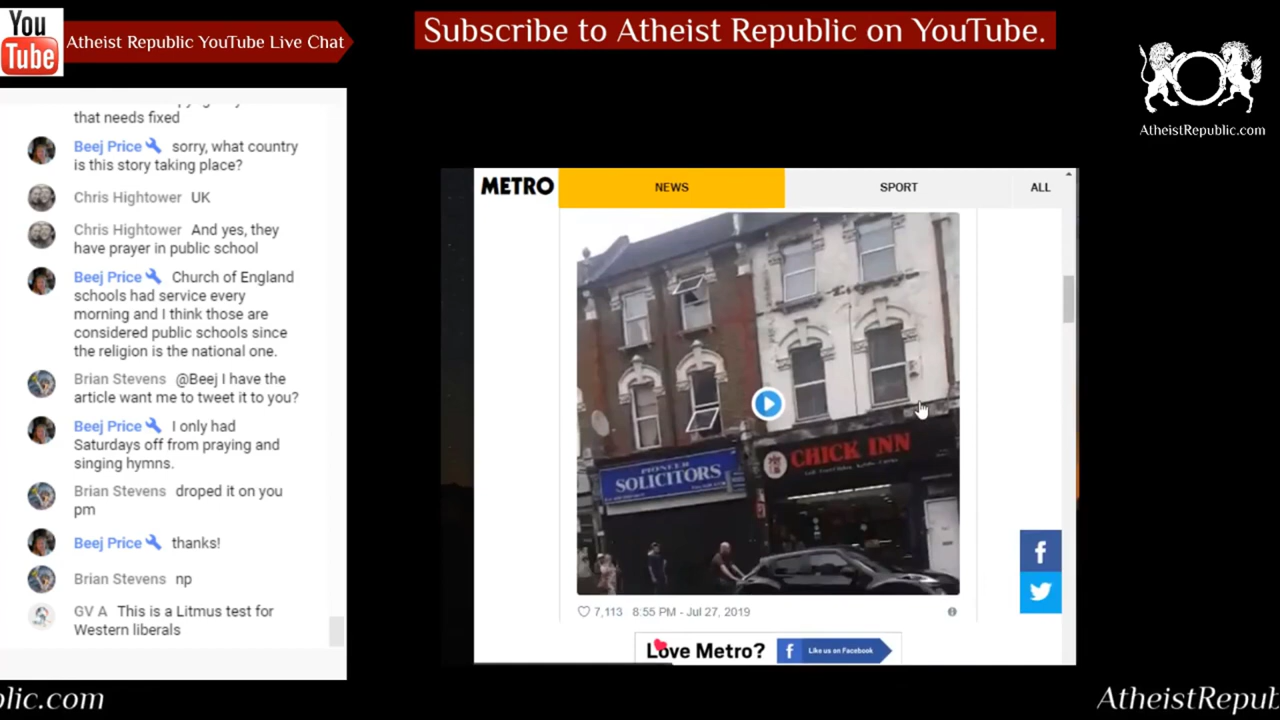 You
Tube
Atheist Republic YouTube Live Chat
Subscribe to Atheist Republic on YouTube.
AtheistRepublic.com
that needs fixed
Beej Price sorry, what country
is this story taking place?
Chris Hightower UK
Chris Hightower And yes, they
have prayer in public school
Beej Price Church of England
schools had service every
morning and I think those are
considered public schools since
the religion is the national one.
Brian Stevens @Beej I have the
article want me to tweet it to you?
Beej Price I only had
Saturdays off from praying and
singing hymns.
Brian Stevens droped it on you
pm
Beej Price thanks!
Brian Stevens np
GV A This is a Litmus test for
Western liberals
METRO
NEWS
SPORT
ALL
PIONEER
SOLICITORS
CHICK INN
7,113 8:55 PM - Jul 27, 2019
Love Metro?
f Like us on Facebook
f
blic.com
AtheistRepub